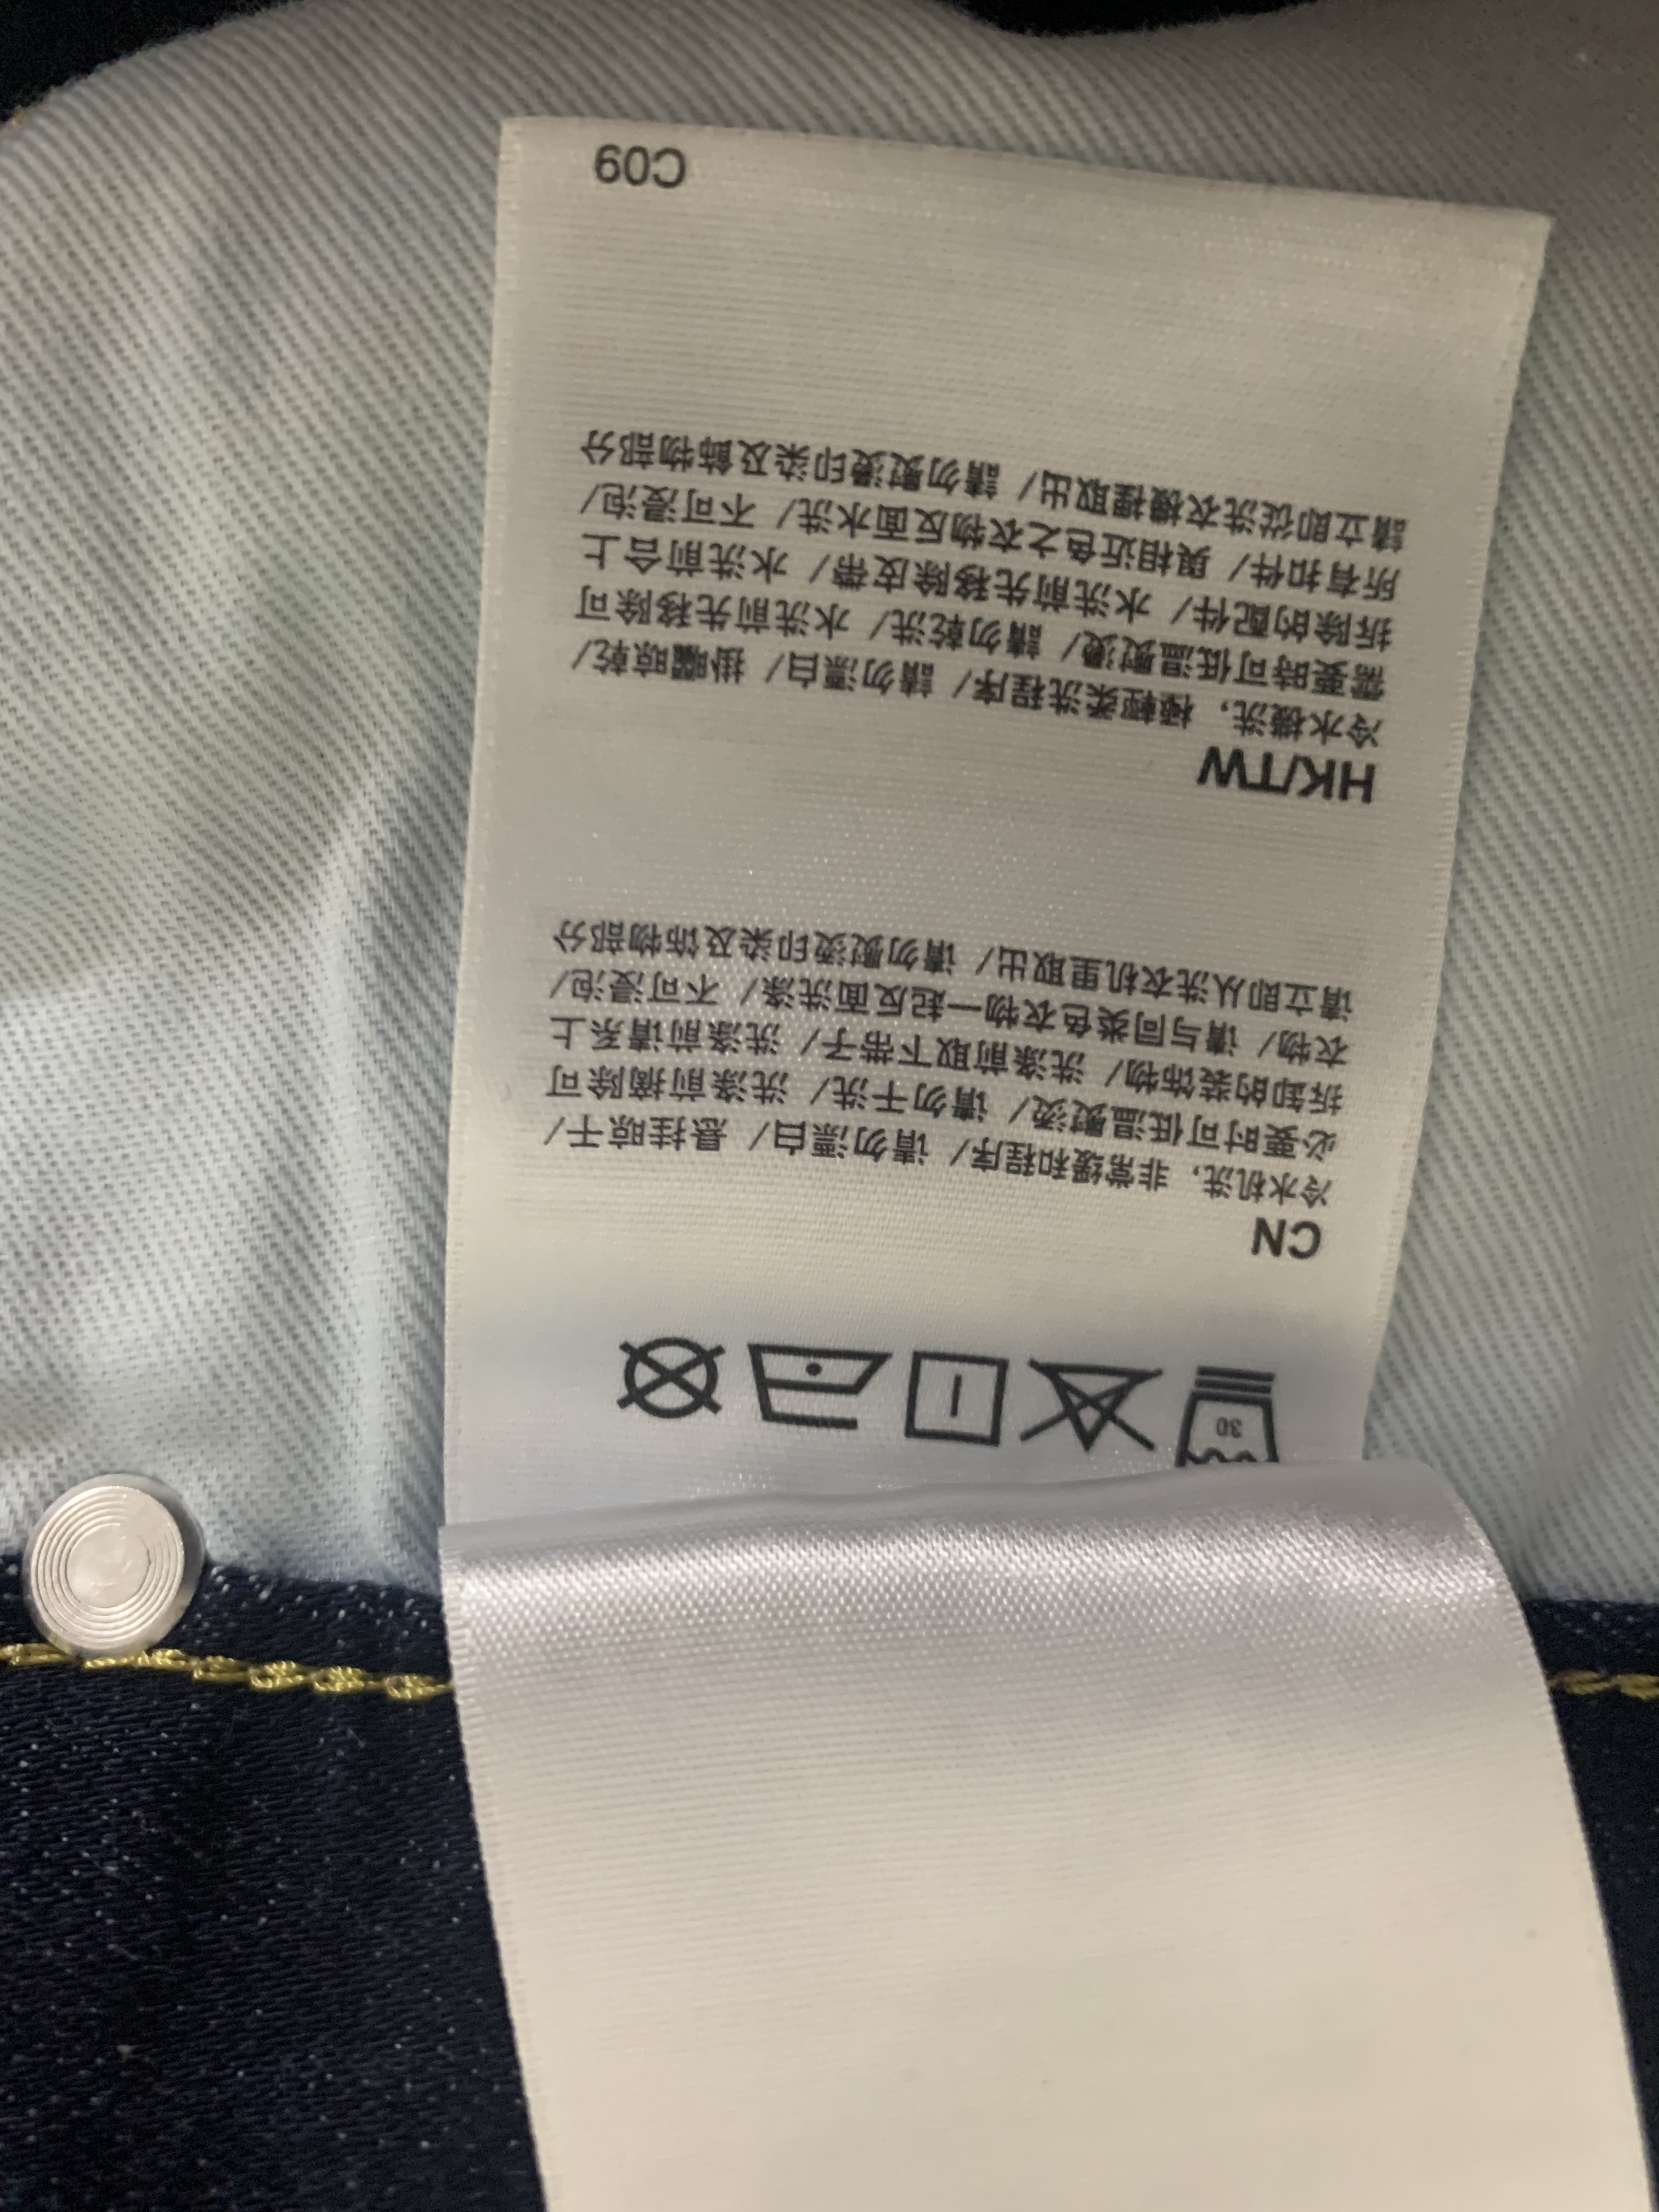 30
CN
冷水机洗，非常缓和程序/ 请勿漂白/ 悬挂晾干/
必要时可低温熨烫/ 请勿干洗/ 洗涤前摘除可
拆卸的装饰物/ 洗涤前取下带子/ 洗涤前请系上
衣物/ 请与同类色衣物一起反面洗涤/ 不可浸泡/
请立即从洗衣机里取出/ 请勿熨烫印染及饰物部分
HK/TW
冷水機洗，極輕柔洗程序/ 請勿漂白/ 掛曬晾乾/
需要時可低溫熨燙/ 請勿乾洗/ 水洗前先移除可
拆除的配件/ 水洗前先移除皮帶/ 水洗前合上
所有扣件/ 與相近色之衣物反面水洗/ 不可浸泡/
請立即從洗衣機裡取出/ 請勿熨燙印染及飾物部分
C09